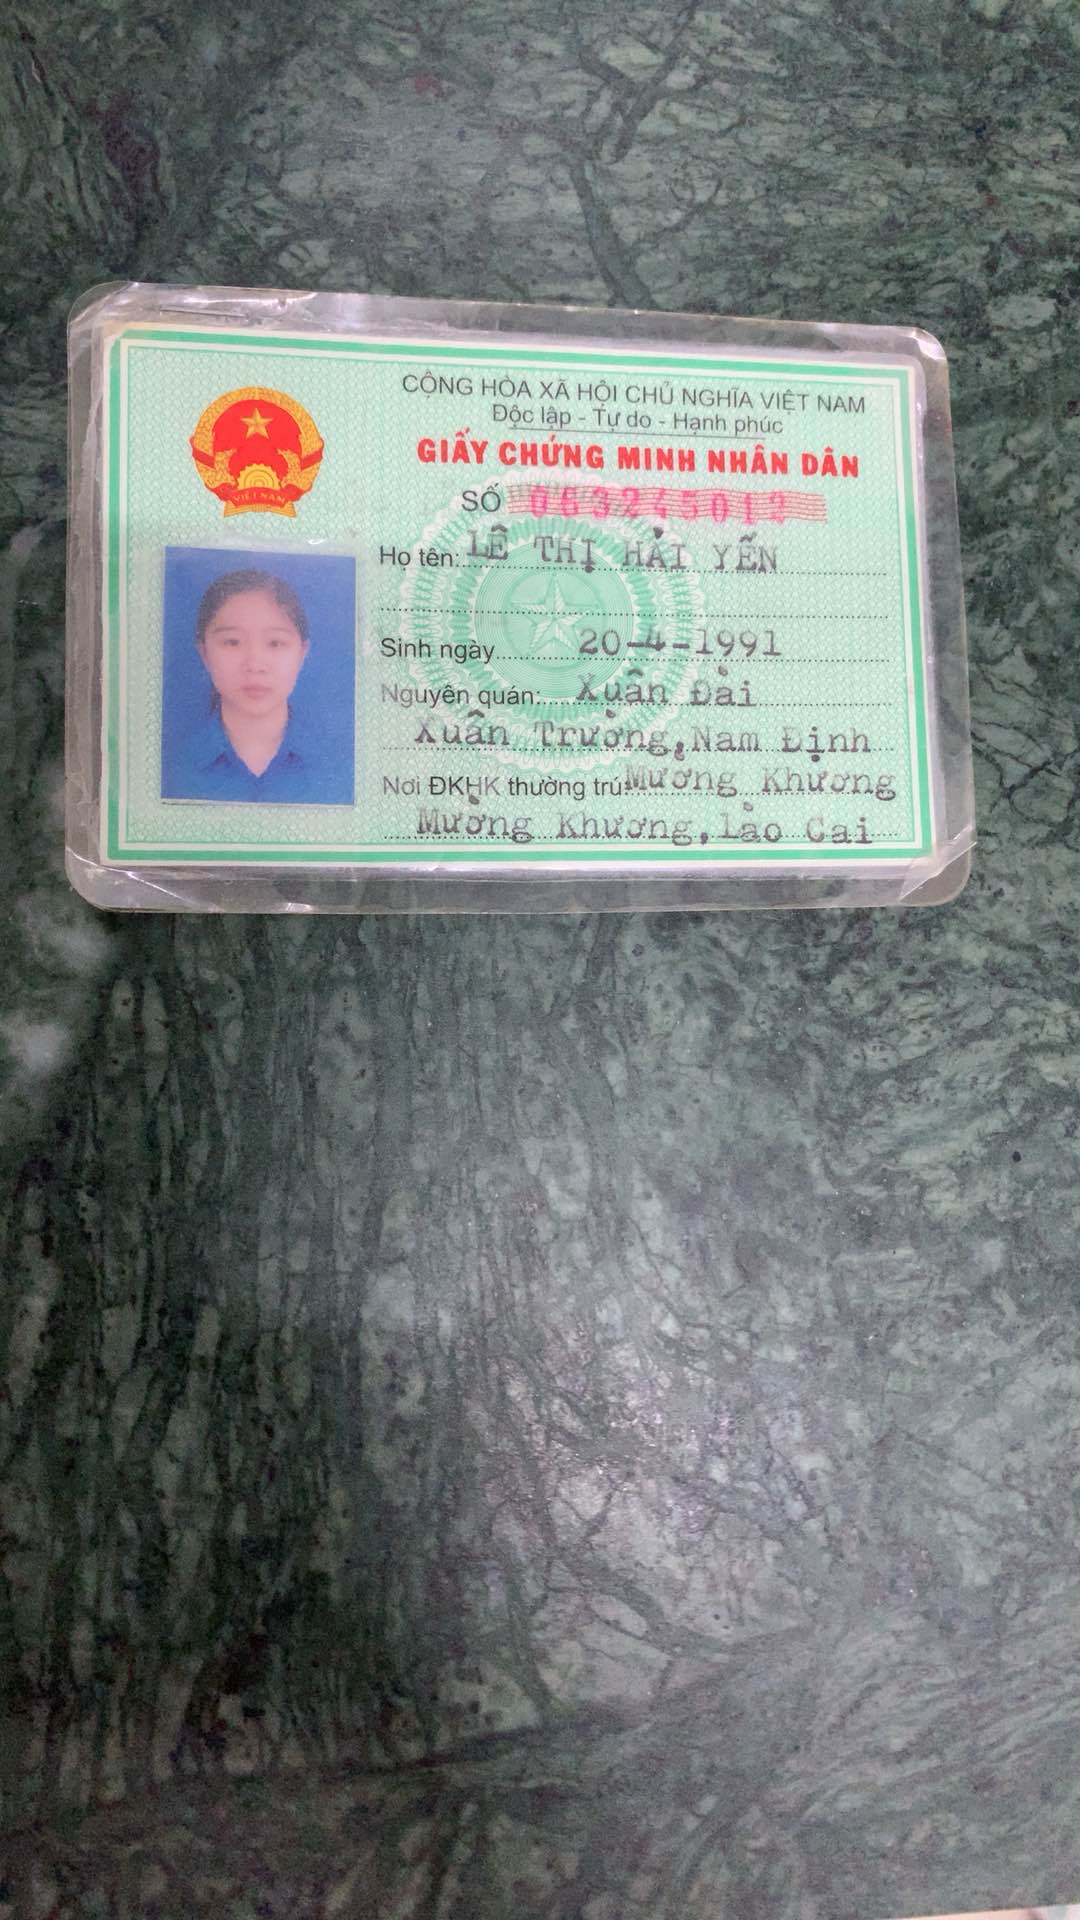 CỘNG HÒA XÃ HỘI CHỦ NGHĨA VIỆT NAM
Độc lập - Tự do - Hạnh phúc
GIẤY CHỨNG MINH NHÂN DÂN
SỐ 063245012
Họ tên: LÊ THỊ HẢI YẾN
Sinh ngày 20-4-1991
Nguyên quán: Xuân Đài
Xuân Trường, Nam Định
Nơi ĐKHK thường trú: Mường Khương
Mường Khương, Lào Cai
VIỆT NAM